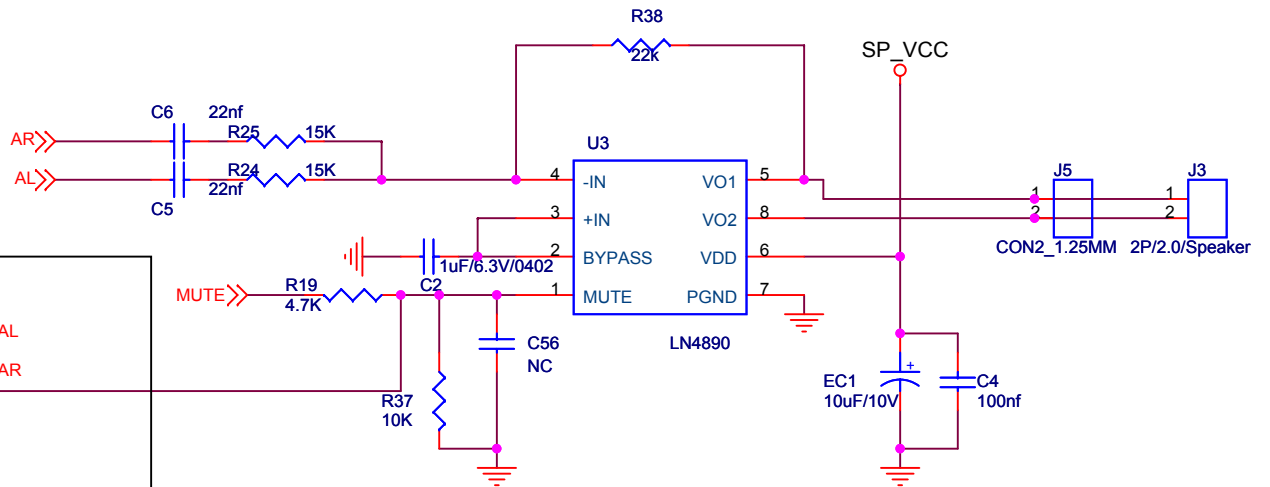 R38
22k
SP_VCC
C6 22nf
AR R25 15K
AL R24 15K
22nf
C5
U3
4 -IN VO1 5
3 +IN VO2 8
2 BYPASS VDD 6
1 MUTE PGND 7
LN4890
J5
1
2
CON2_1.25MM
J3
1
2
2P/2.0/Speaker
1uF/6.3V/0402
C2
MUTE R19
4.7K
AL
AR
C56
NC
R37
10K
EC1
10uF/10V
+
C4
100nf